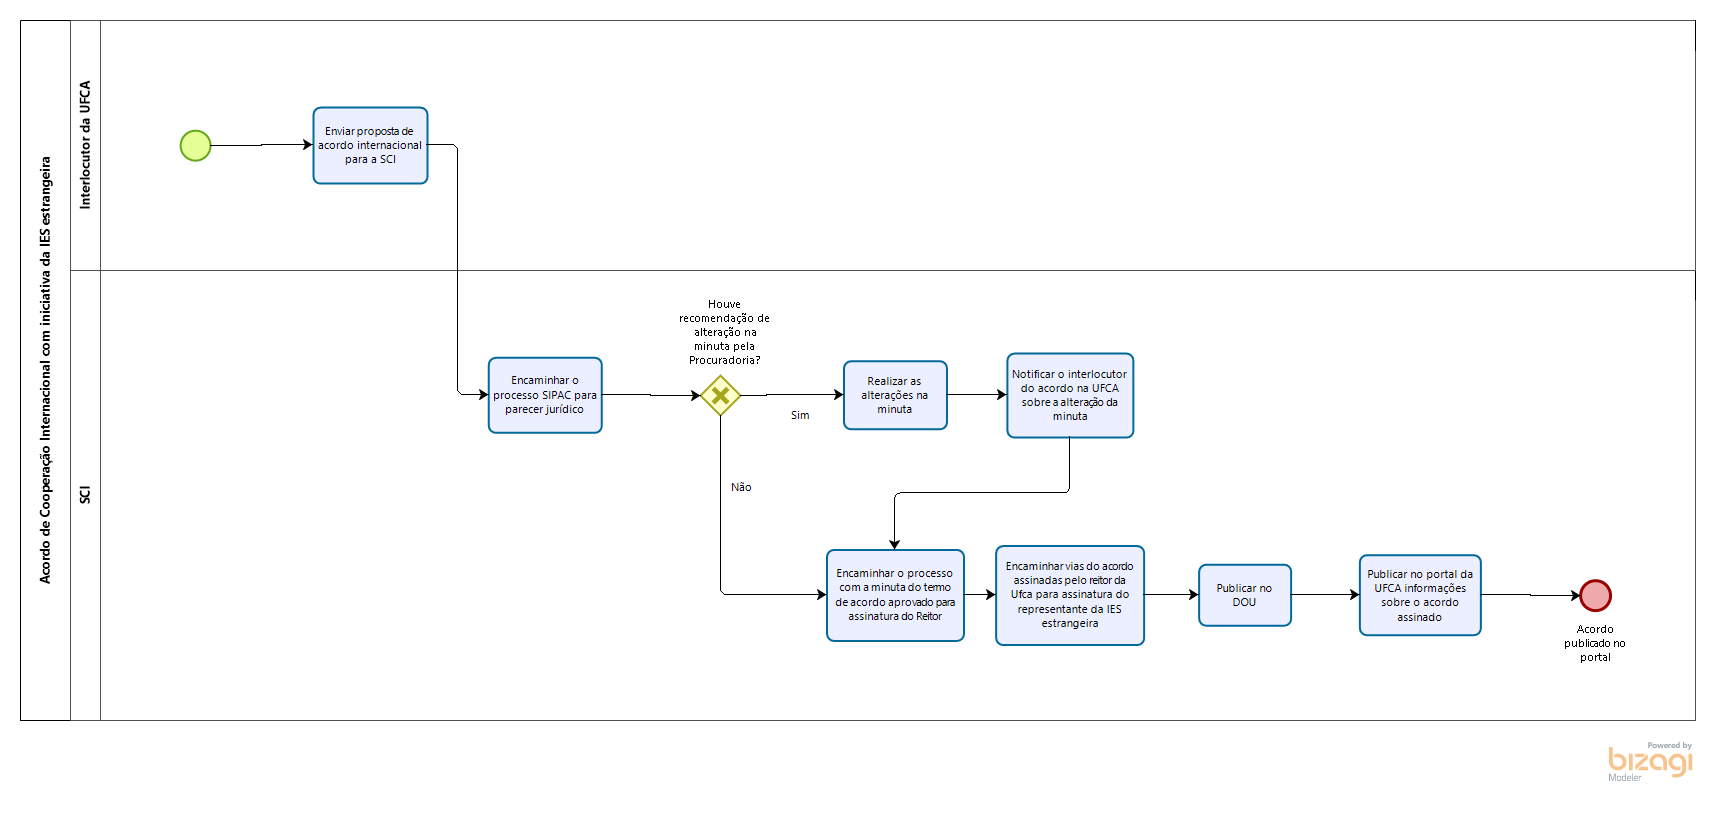 Acordo de Cooperação Internacional com iniciativa da IES estrangeira
Interlocutor da UFCA
Enviar proposta de
acordo internacional
para a SCI
SCI
Encaminhar o
processo SIPAC para
parecer jurídico
Houve
recomendação de
alteração na
minuta pela
Procuradoria?
Sim
Não
Realizar as
alterações na
minuta
Notificar o interlocutor
do acordo na UFCA
sobre a alteração da
minuta
Encaminhar o processo
com a minuta do termo
de acordo aprovado para
assinatura do Reitor
Encaminhar vias do acordo
assinadas pelo reitor da
Ufca para assinatura do
representante da IES
estrangeira
Publicar no
DOU
Publicar no portal da
UFCA informações
sobre o acordo
assinado
Acordo
publicado no
portal
Powered by
bizagi
Modeler